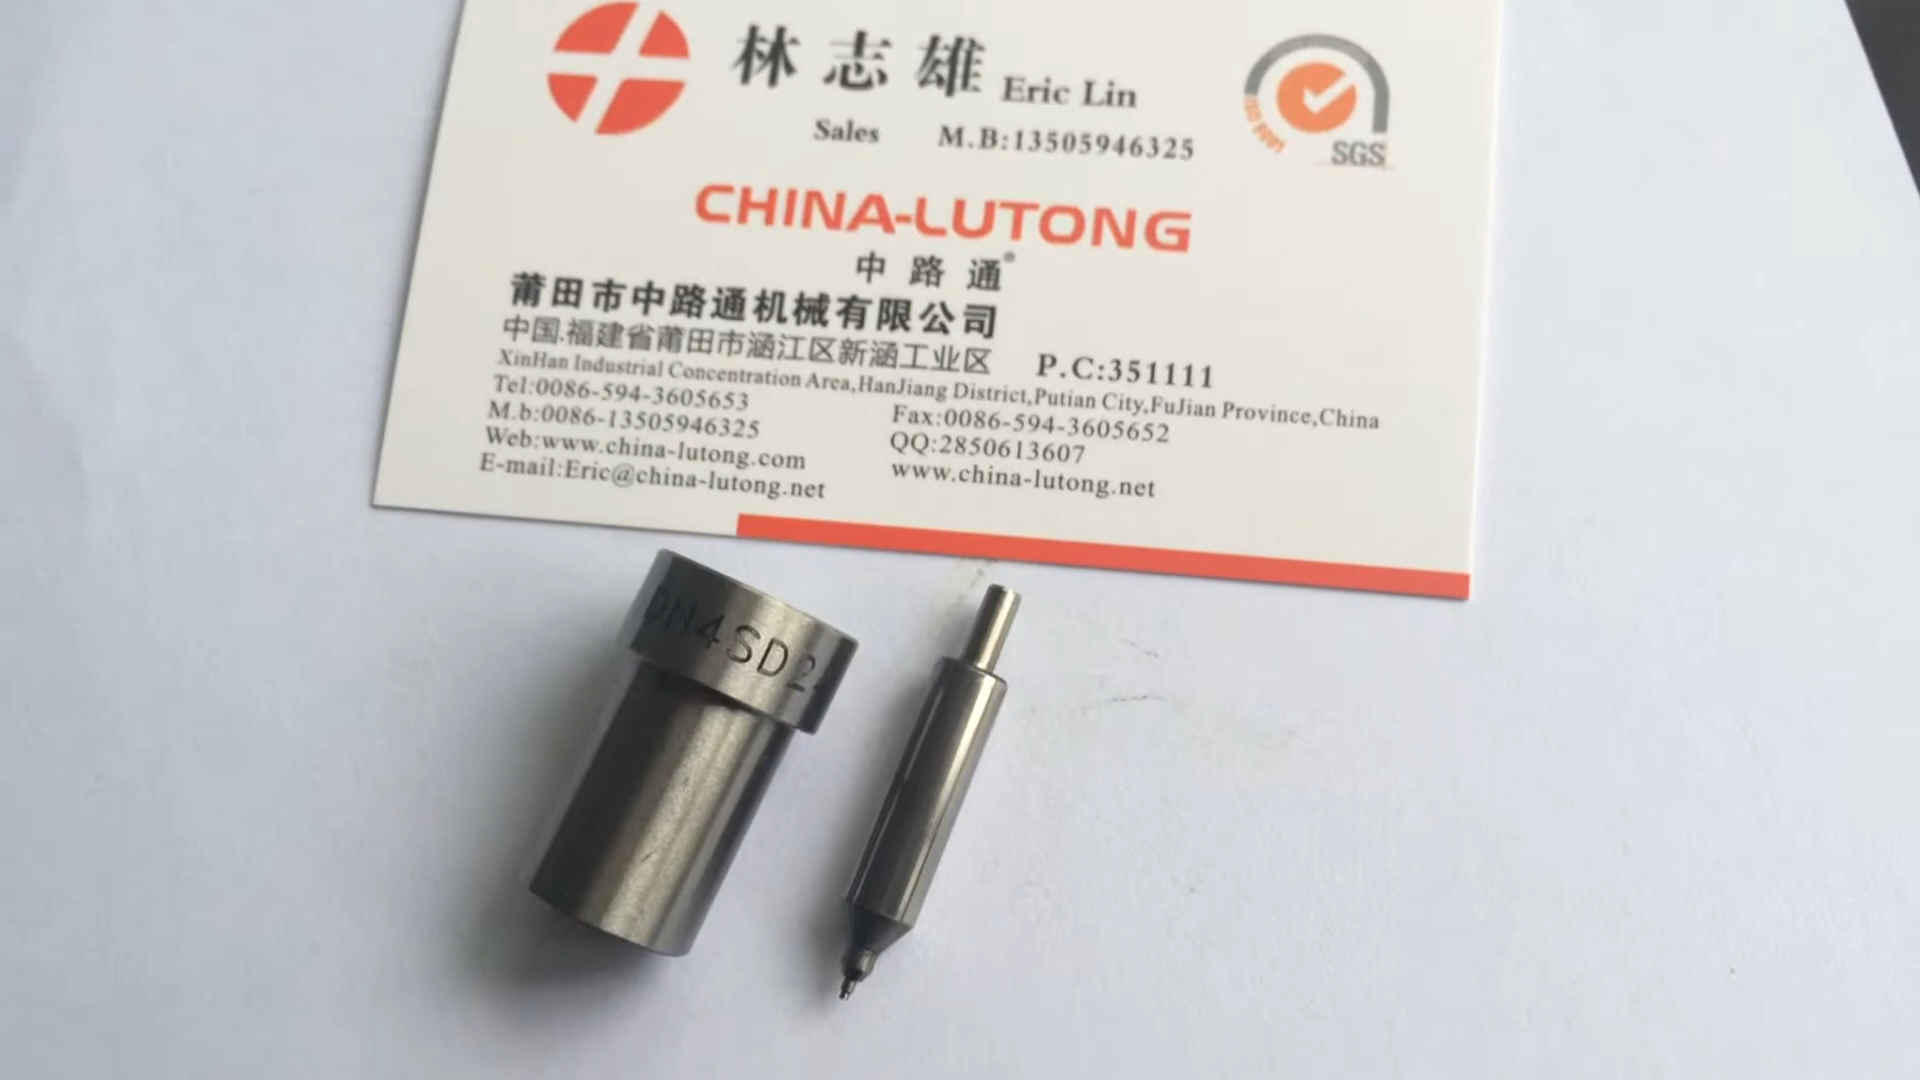 林志雄 Eric Lin
Sales M.B:13505946325
ISO 9001
SGS
CHINA-LUTONG
中路通®
莆田市中路通机械有限公司
中国.福建省莆田市涵江区新涵工业区 P.C:351111
XinHan Industrial Concentration Area,HanJiang District,Putian City,FuJian Province,China
Tel:0086-594-3605653 Fax:0086-594-3605652
M.b:0086-13505946325 QQ:2850613607
Web:www.china-lutong.com www.china-lutong.net
E-mail:Eric@china-lutong.net
DN4SD2